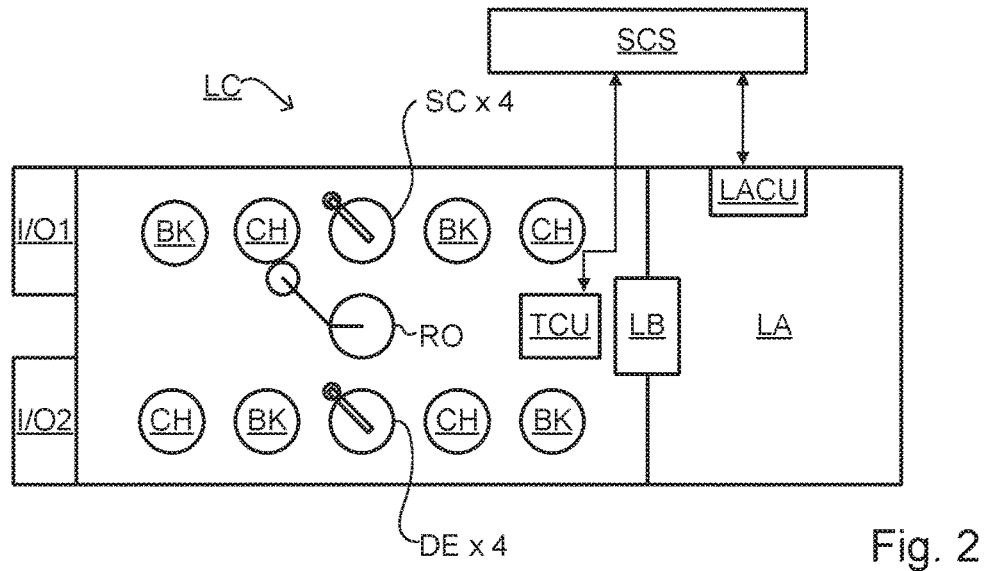 SCS
LC
SC x 4
LACU
I/O1
BK
CH
BK
CH
RO
TCU
LB
LA
I/O2
CH
BK
CH
BK
DE x 4
Fig. 2